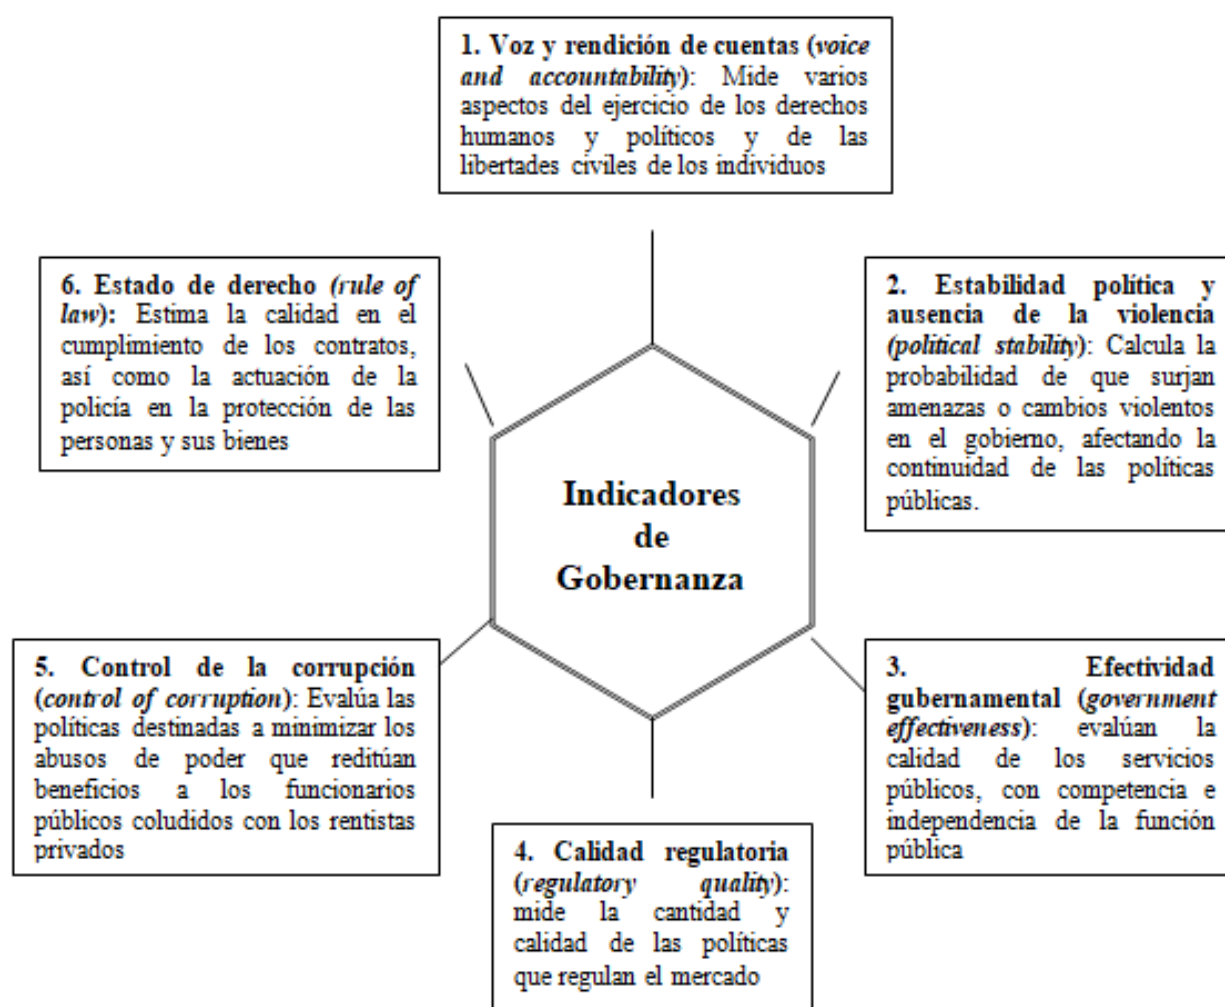 1. Voz y rendición de cuentas (voice
and accountability): Mide varios
aspectos del ejercicio de los derechos
humanos y políticos y de las
libertades civiles de los individuos
6. Estado de derecho (rule of
law): Estima la calidad en el
cumplimiento de los contratos,
así como la actuación de la
policía en la protección de las
personas y sus bienes
2. Estabilidad política y
ausencia de la violencia
(political stability): Calcula la
probabilidad de que surjan
amenazas o cambios violentos
en el gobierno, afectando la
continuidad de las políticas
públicas.
Indicadores
de
Gobernanza
5. Control de la corrupción
(control of corruption): Evalúa las
políticas destinadas a minimizar los
abusos de poder que reditúan
beneficios a los funcionarios
públicos coludidos con los rentistas
privados
3. Efectividad
gubernamental (government
effectiveness): evalúan la
calidad de los servicios
públicos, con competencia e
independencia de la función
pública
4. Calidad regulatoria
(regulatory quality):
mide la cantidad y
calidad de las políticas
que regulan el mercado